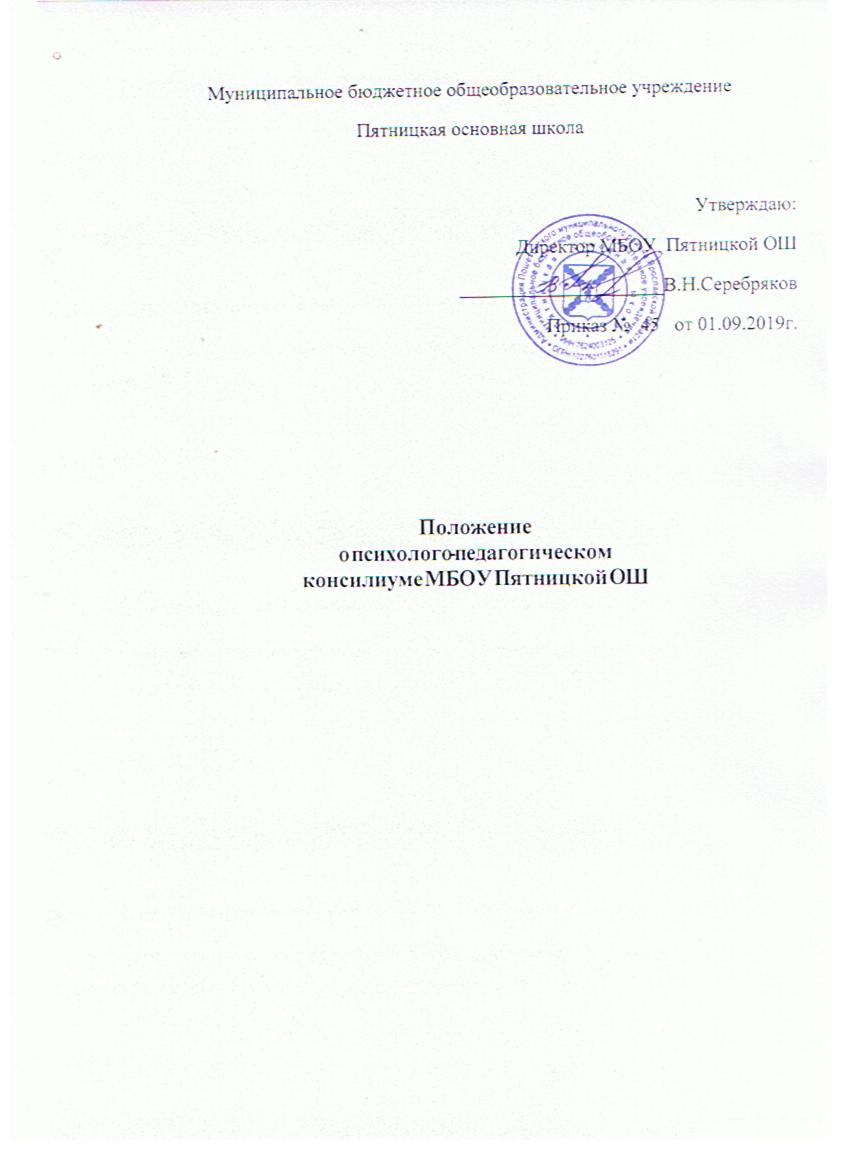 Муниципальное бюджетное общеобразовательное учреждение
Пятницкая основная школа
Утверждаю:
Директор МБОУ Пятницкой ОШ
В.Н.Серебряков
Приказ № 45 от 01.09.2019г.
Положение
о психолого-педагогическом
консилиуме МБОУ Пятницкой ОШ